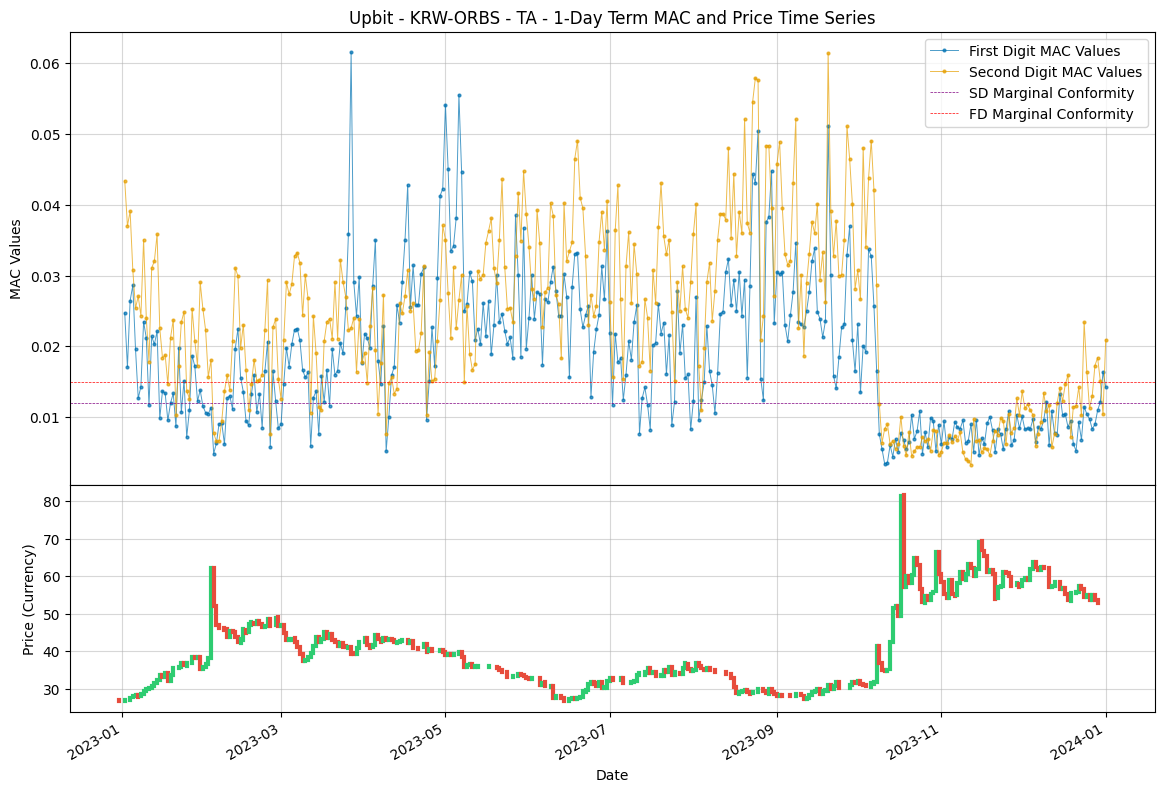 Upbit - KRW-ORBS - TA - 1-Day Term MAC and Price Time Series
First Digit MAC Values
Second Digit MAC Values
SD Marginal Conformity
FD Marginal Conformity
MAC Values
0.06
0.05
0.04
0.03
0.02
0.01
Price (Currency)
80
70
60
50
40
30
2023-01
2023-03
2023-05
2023-07
2023-09
2023-11
2024-01
Date